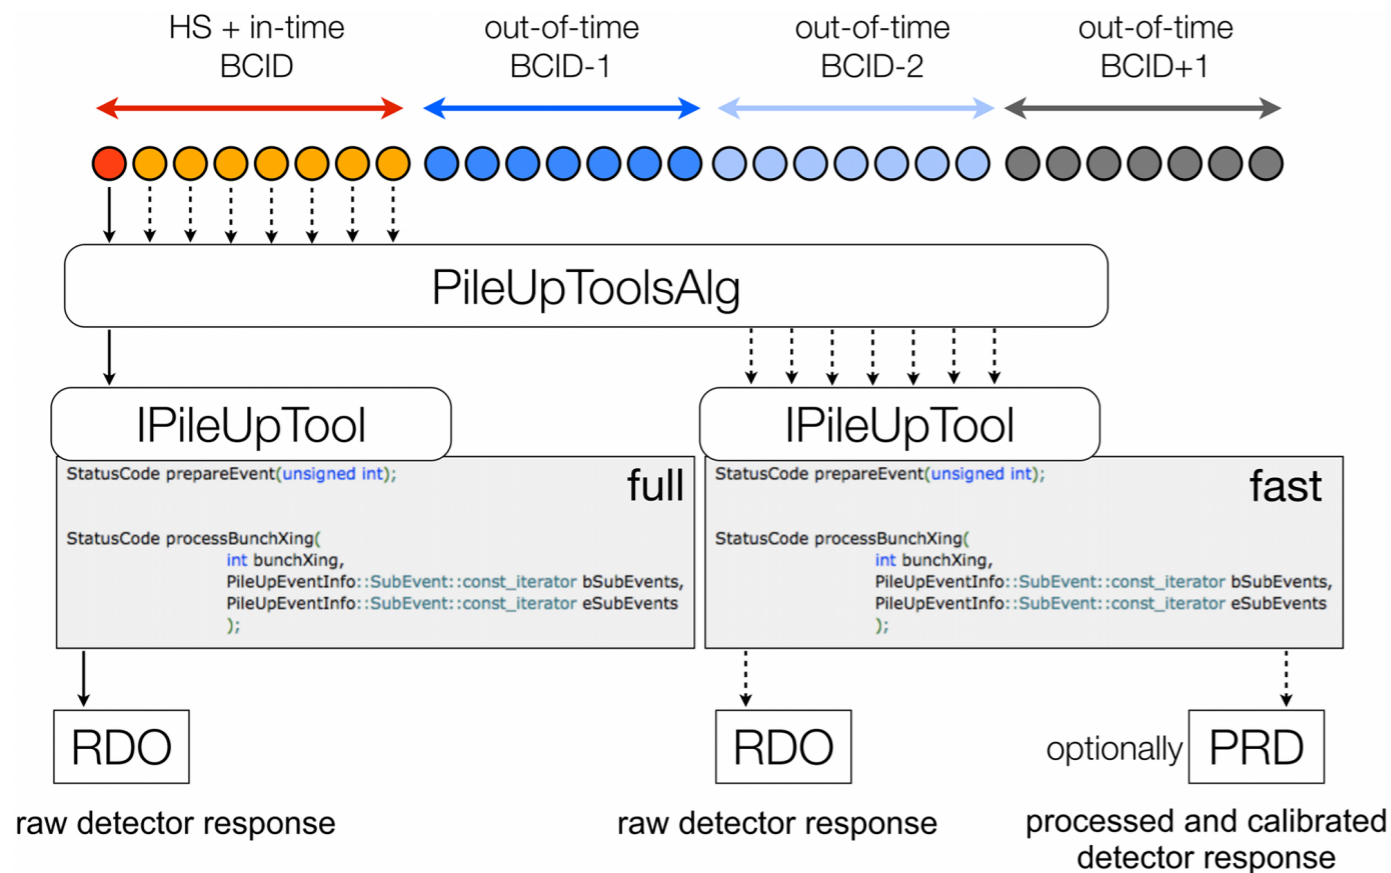 HS + in-time
BCID
out-of-time
BCID-1
out-of-time
BCID-2
out-of-time
BCID+1
PileUpToolsAlg
IPileUpTool
StatusCode prepareEvent(unsigned int);
full
StatusCode processBunchXing(
int bunchXing,
PileUpEventInfo::SubEvent::const_iterator bSubEvents,
PileUpEventInfo::SubEvent::const_iterator eSubEvents
);
IPileUpTool
StatusCode prepareEvent(unsigned int);
fast
StatusCode processBunchXing(
int bunchXing,
PileUpEventInfo::SubEvent::const_iterator bSubEvents,
PileUpEventInfo::SubEvent::const_iterator eSubEvents
);
RDO
raw detector response
RDO
raw detector response
optionally
PRD
processed and calibrated
detector response